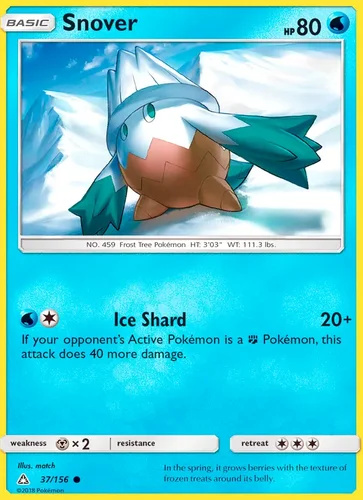 BASIC Snover HP 80
NO. 459 Frost Tree Pokémon HT: 3'03" WT: 111.3 lbs.
Ice Shard 20+
If your opponent's Active Pokémon is a Pokémon, this
attack does 40 more damage.
weakness ×2 resistance retreat
Illus. match
37/156
©2018 Pokémon
In the spring, it grows berries with the texture of
frozen treats around its belly.